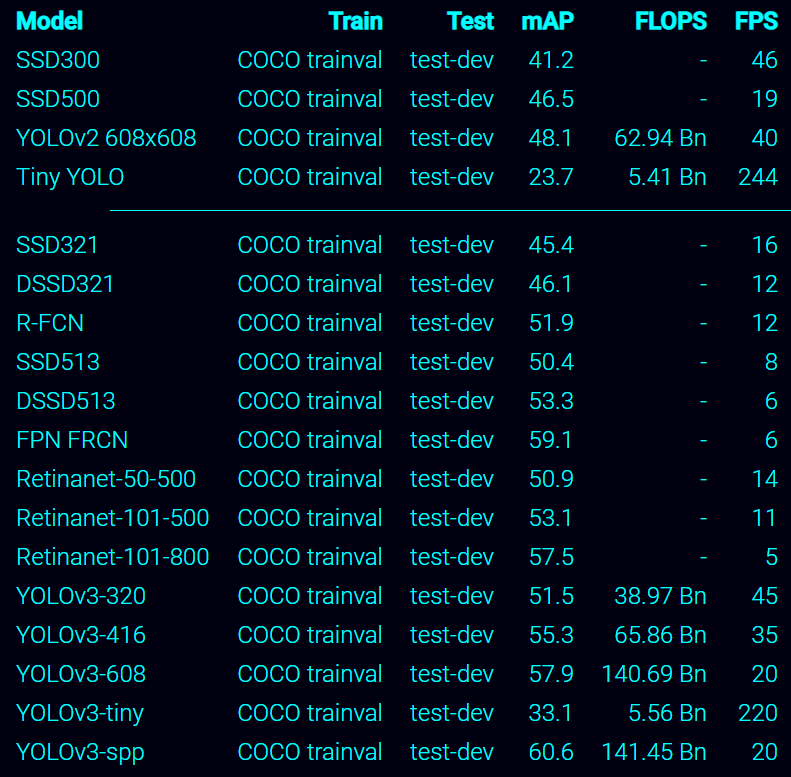 Model Train Test mAP FLOPS FPS
SSD300 COCO trainval test-dev 41.2 - 46
SSD500 COCO trainval test-dev 46.5 - 19
YOLOv2 608x608 COCO trainval test-dev 48.1 62.94 Bn 40
Tiny YOLO COCO trainval test-dev 23.7 5.41 Bn 244
SSD321 COCO trainval test-dev 45.4 - 16
DSSD321 COCO trainval test-dev 46.1 - 12
R-FCN COCO trainval test-dev 51.9 - 12
SSD513 COCO trainval test-dev 50.4 - 8
DSSD513 COCO trainval test-dev 53.3 - 6
FPN FRCN COCO trainval test-dev 59.1 - 6
Retinanet-50-500 COCO trainval test-dev 50.9 - 14
Retinanet-101-500 COCO trainval test-dev 53.1 - 11
Retinanet-101-800 COCO trainval test-dev 57.5 - 5
YOLOv3-320 COCO trainval test-dev 51.5 38.97 Bn 45
YOLOv3-416 COCO trainval test-dev 55.3 65.86 Bn 35
YOLOv3-608 COCO trainval test-dev 57.9 140.69 Bn 20
YOLOv3-tiny COCO trainval test-dev 33.1 5.56 Bn 220
YOLOv3-spp COCO trainval test-dev 60.6 141.45 Bn 20